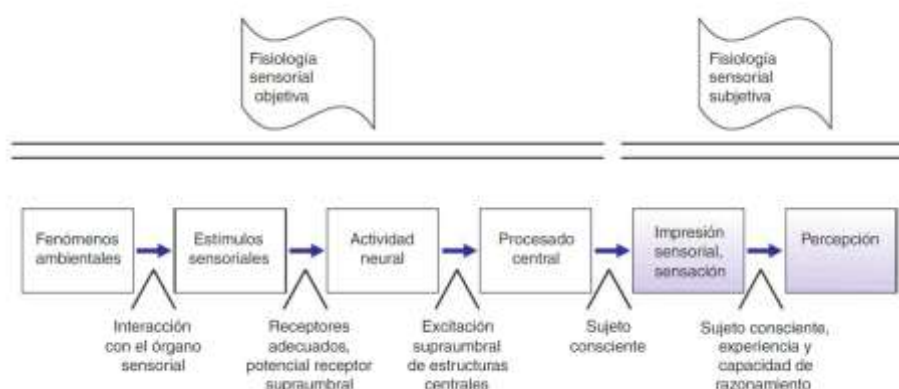 Fisiología
sensorial
objetiva
Fisiología
sensorial
subjetiva
Fenómenos
ambientales
Estímulos
sensoriales
Actividad
neural
Procesado
central
Impresión
sensorial,
sensación
Percepción
Interacción
con el órgano
sensorial
Receptores
adecuados,
potencial receptor
supraumbral
Excitación
supraumbral
de estructuras
centrales
Sujeto
consciente
Sujeto consciente,
experiencia y
capacidad de
razonamiento